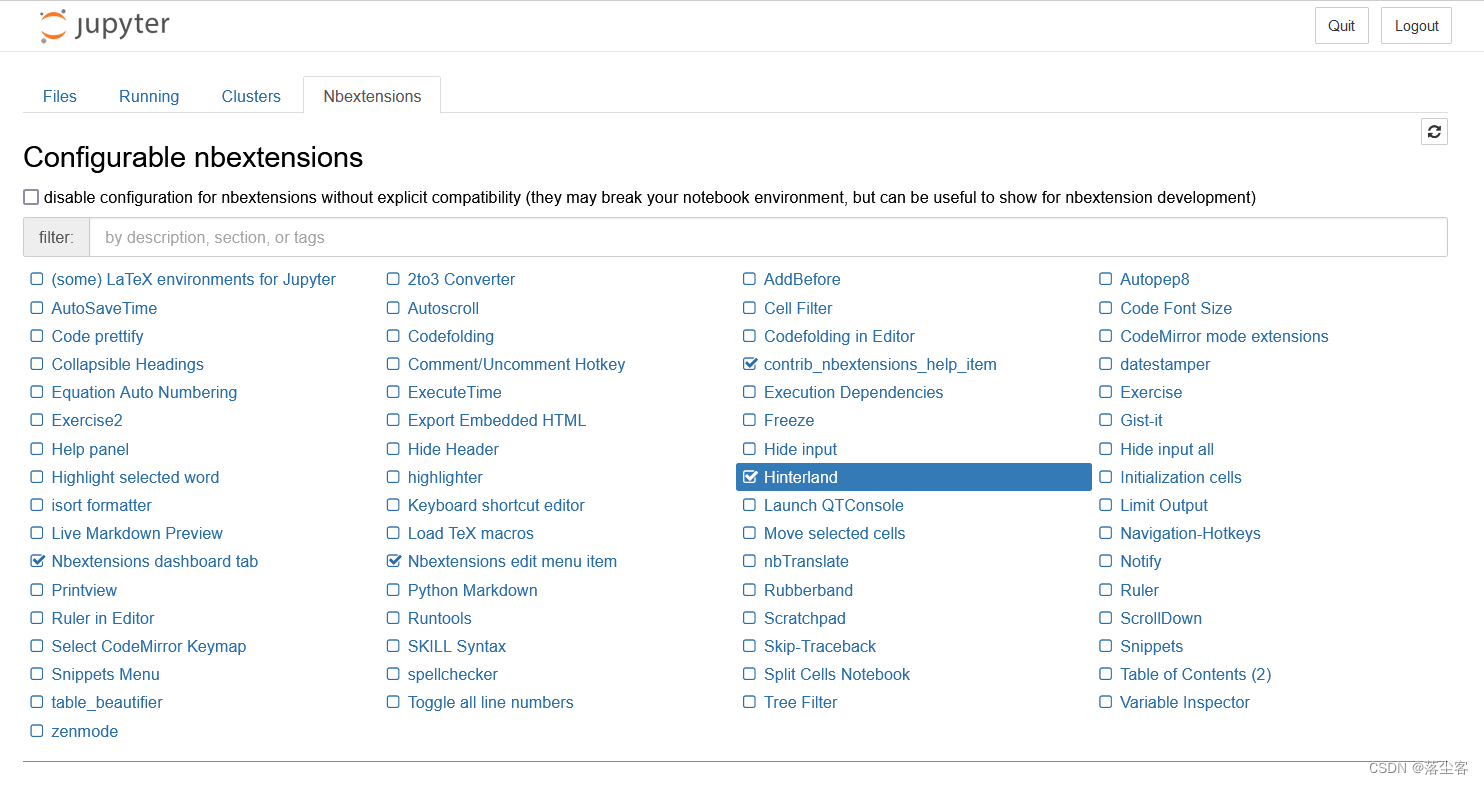 jupyter Quit Logout
Files Running Clusters Nbextensions
Configurable nbextensions
disable configuration for nbextensions without explicit compatibility (they may break your notebook environment, but can be useful to show for nbextension development)
filter: by description, section, or tags
(some) LaTeX environments for Jupyter 2to3 Converter AddBefore Autopep8
AutoSaveTime Autoscroll Cell Filter Code Font Size
Code prettify Codefolding Codefolding in Editor CodeMirror mode extensions
Collapsible Headings Comment/Uncomment Hotkey contrib_nbextensions_help_item datestamper
Equation Auto Numbering ExecuteTime Execution Dependencies Exercise
Exercise2 Export Embedded HTML Freeze Gist-it
Help panel Hide Header Hide input Hide input all
Highlight selected word highlighter Hinterland Initialization cells
isort formatter Keyboard shortcut editor Launch QTConsole Limit Output
Live Markdown Preview Load TeX macros Move selected cells Navigation-Hotkeys
Nbextensions dashboard tab Nbextensions edit menu item nbTranslate Notify
Printview Python Markdown Rubberband Ruler
Ruler in Editor Runtools Scratchpad ScrollDown
Select CodeMirror Keymap SKILL Syntax Skip-Traceback Snippets
Snippets Menu spellchecker Split Cells Notebook Table of Contents (2)
table_beautifier Toggle all line numbers Tree Filter Variable Inspector
zenmode
CSDN @落尘客